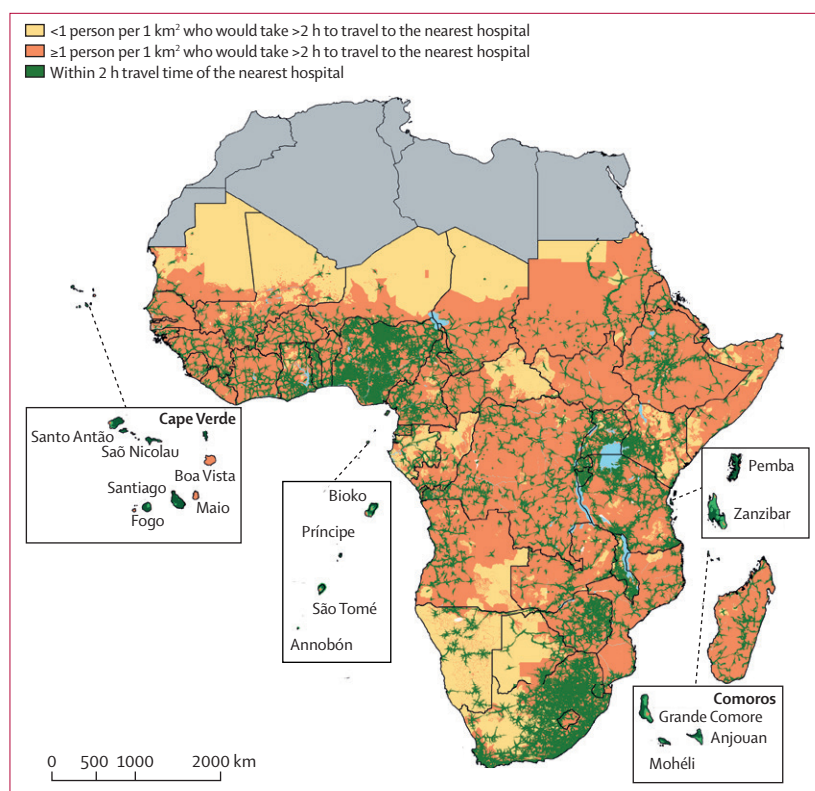 <1 person per 1 km² who would take >2 h to travel to the nearest hospital
≥1 person per 1 km² who would take >2 h to travel to the nearest hospital
Within 2 h travel time of the nearest hospital
Cape Verde
Santo Antão
Saõ Nicolau
Boa Vista
Santiago
Maio
Fogo
Bioko
Príncipe
São Tomé
Annobón
Pemba
Zanzibar
Comoros
Grande Comore
Anjouan
Mohéli
0 500 1000 2000 km